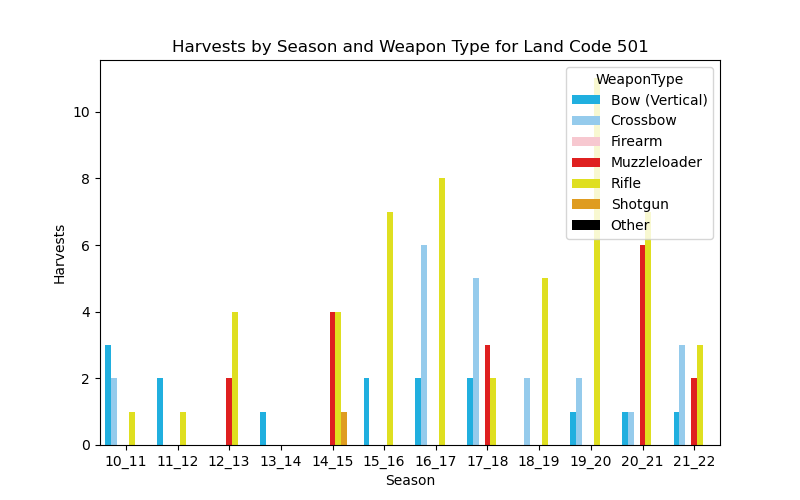 Harvests by Season and Weapon Type for Land Code 501
WeaponType
Bow (Vertical)
Crossbow
Firearm
Muzzleloader
Rifle
Shotgun
Other
Harvests
10
8
6
4
2
0
10_11 11_12 12_13 13_14 14_15 15_16 16_17 17_18 18_19 19_20 20_21 21_22
Season